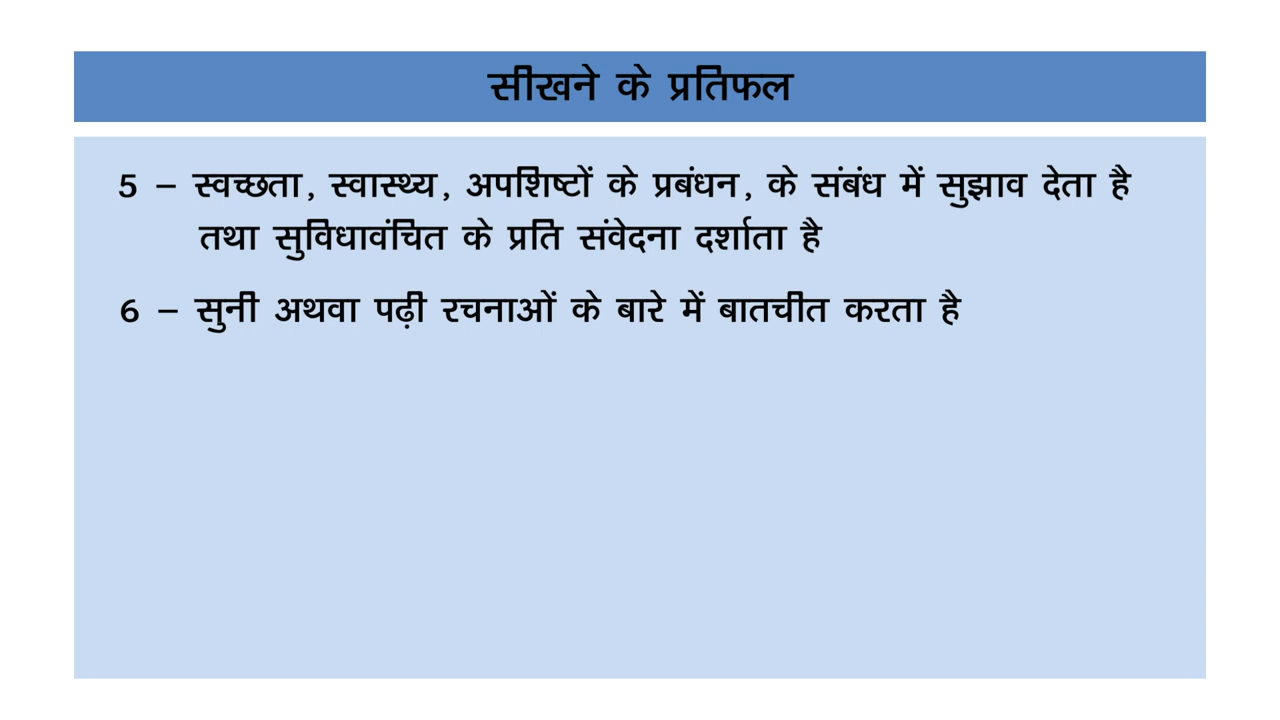 सीखने के प्रतिफल
5 – स्वच्छता, स्वास्थ्य, अपशिष्टों के प्रबंधन, के संबंध में सुझाव देता है
तथा सुविधावंचित के प्रति संवेदना दर्शाता है
6 – सुनी अथवा पढ़ी रचनाओं के बारे में बातचीत करता है